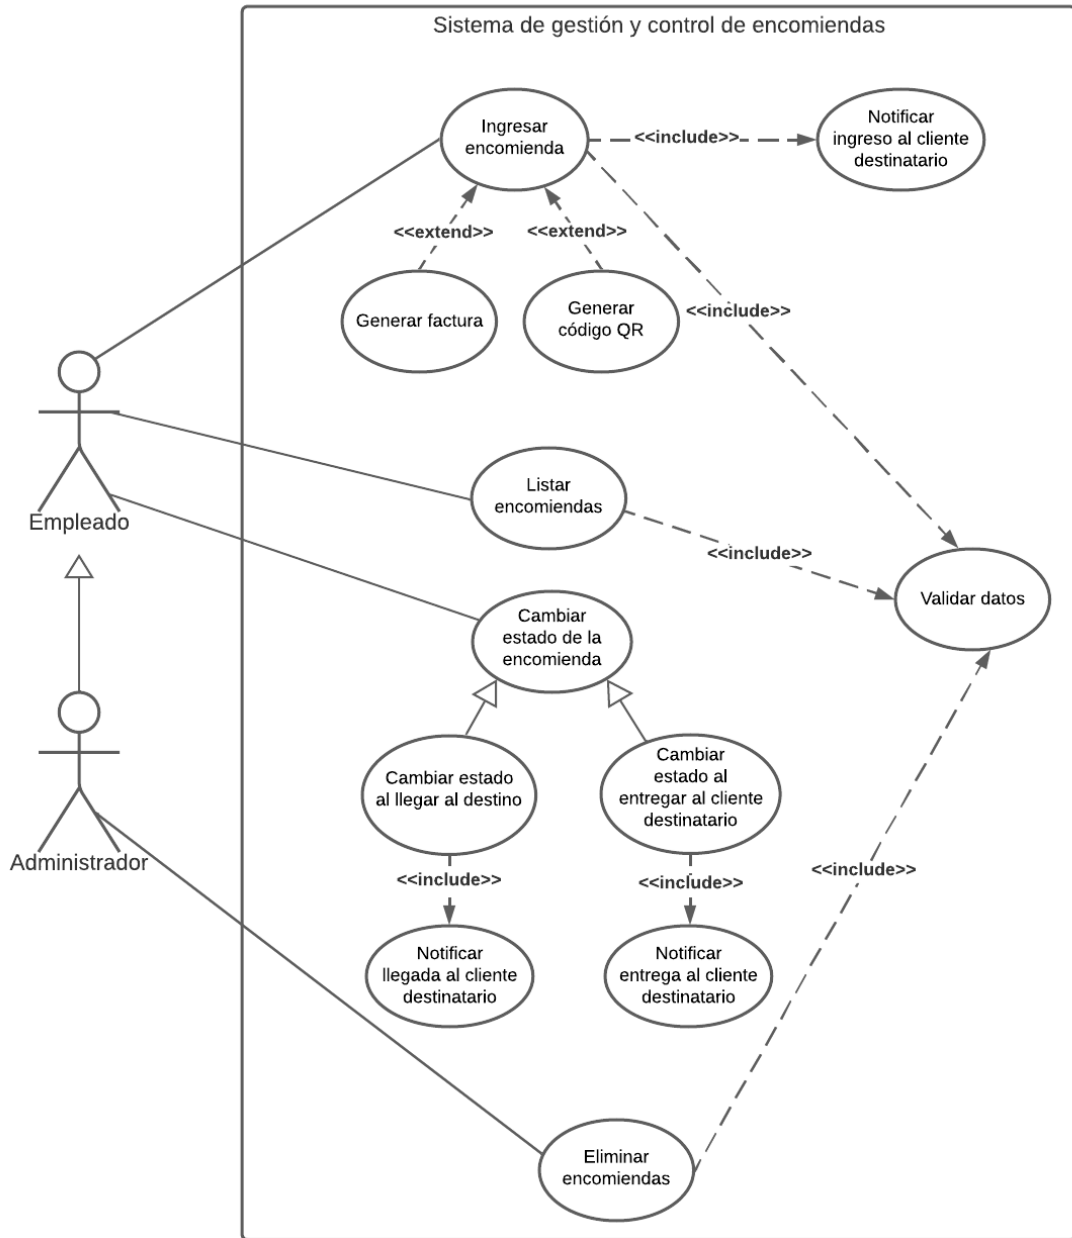 Sistema de gestión y control de encomiendas
Ingresar
encomienda
<<include>>
Notificar
ingreso al cliente
destinatario
<<extend>>
<<extend>>
Generar factura
Generar
código QR
<<include>>
Empleado
Listar
encomiendas
<<include>>
Validar datos
Cambiar
estado de la
encomienda
Cambiar estado
al llegar al destino
Cambiar
estado al
entregar al cliente
destinatario
Administrador
<<include>>
<<include>>
<<include>>
Notificar
llegada al cliente
destinatario
Notificar
entrega al cliente
destinatario
Eliminar
encomiendas